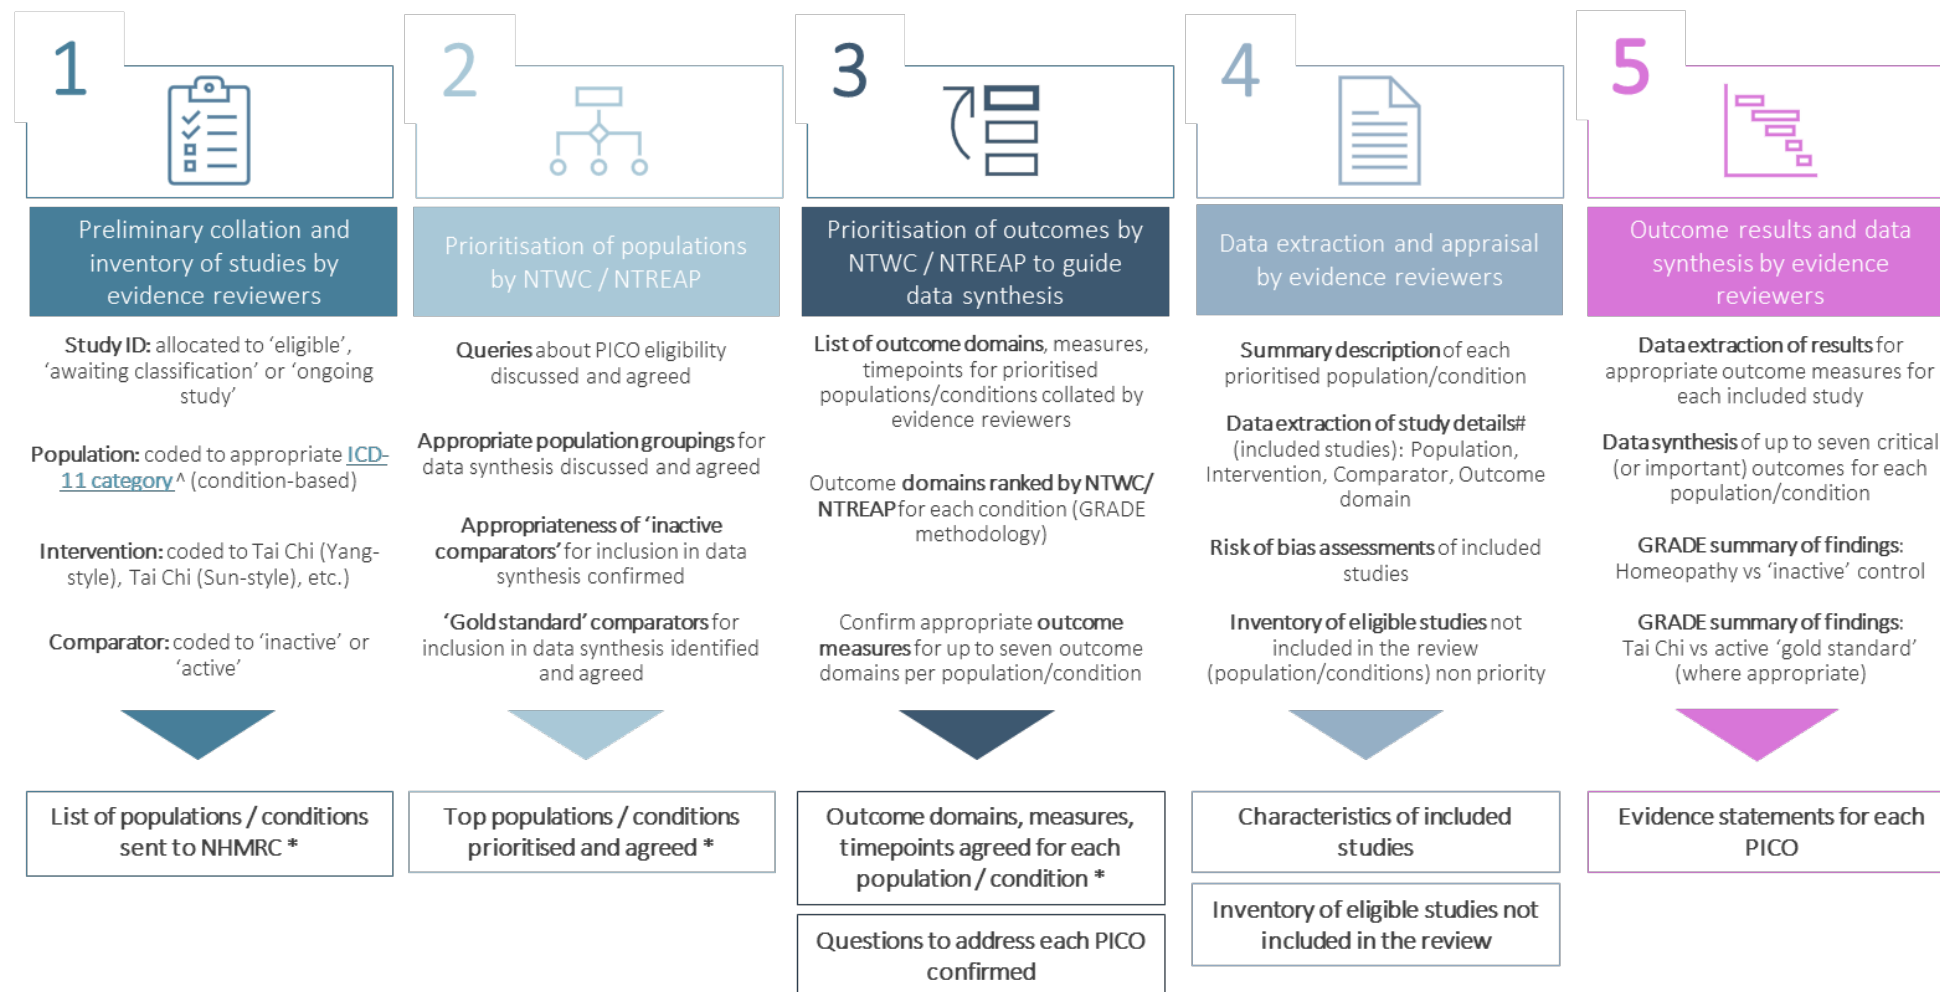 1
Preliminary collation and
inventory of studies by
evidence reviewers
Study ID: allocated to ‘eligible’,
‘awaiting classification’ or ‘ongoing
study’
Population: coded to appropriate ICD-
11 category^ (condition-based)
Intervention: coded to Tai Chi (Yang-
style), Tai Chi (Sun-style), etc.)
Comparator: coded to ‘inactive’ or
‘active’
List of populations / conditions
sent to NHMRC *
2
Prioritisation of populations
by NTWC / NTREAP
Queries about PICO eligibility
discussed and agreed
Appropriate population groupings for
data synthesis discussed and agreed
Appropriateness of ‘inactive
comparators’ for inclusion in data
synthesis confirmed
‘Gold standard’ comparators for
inclusion in data synthesis identified
and agreed
Top populations / conditions
prioritised and agreed *
3
Prioritisation of outcomes by
NTWC / NTREAP to guide
data synthesis
List of outcome domains, measures,
timepoints for prioritised
populations/conditions collated by
evidence reviewers
Outcome domains ranked by NTWC/
NTREAP for each condition (GRADE
methodology)
Confirm appropriate outcome
measures for up to seven outcome
domains per population/condition
Outcome domains, measures,
timepoints agreed for each
population / condition *
Questions to address each PICO
confirmed
4
Data extraction and appraisal
by evidence reviewers
Summary description of each
prioritised population/condition
Data extraction of study details#
(included studies): Population,
Intervention, Comparator, Outcome
domain
Risk of bias assessments of included
studies
Inventory of eligible studies not
included in the review
(population/conditions) non priority
Characteristics of included
studies
Inventory of eligible studies not
included in the review
5
Outcome results and data
synthesis by evidence
reviewers
Data extraction of results for
appropriate outcome measures for
each included study
Data synthesis of up to seven critical
(or important) outcomes for each
population/condition
GRADE summary of findings:
Homeopathy vs ‘inactive’ control
GRADE summary of findings:
Tai Chi vs active ‘gold standard’
(where appropriate)
Evidence statements for each
PICO